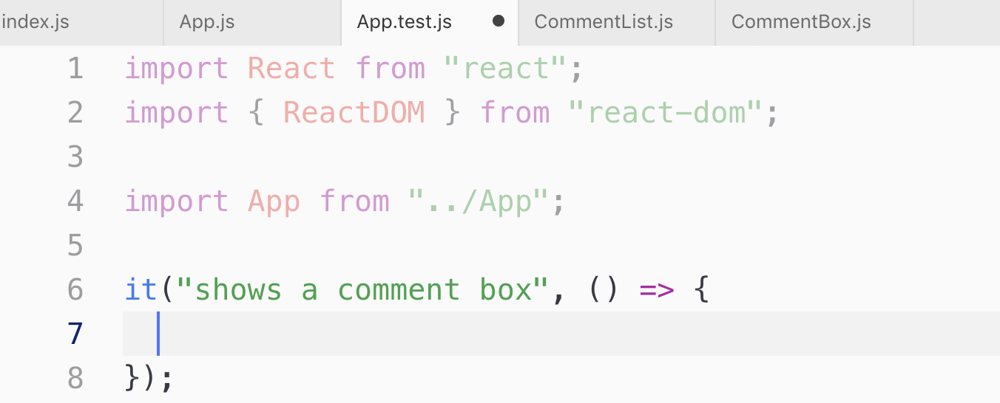 index.js App.js App.test.js CommentList.js CommentBox.js
1 import React from "react";
2 import { ReactDOM } from "react-dom";
3
4 import App from "../App";
5
6 it("shows a comment box", () => {
7
8 });